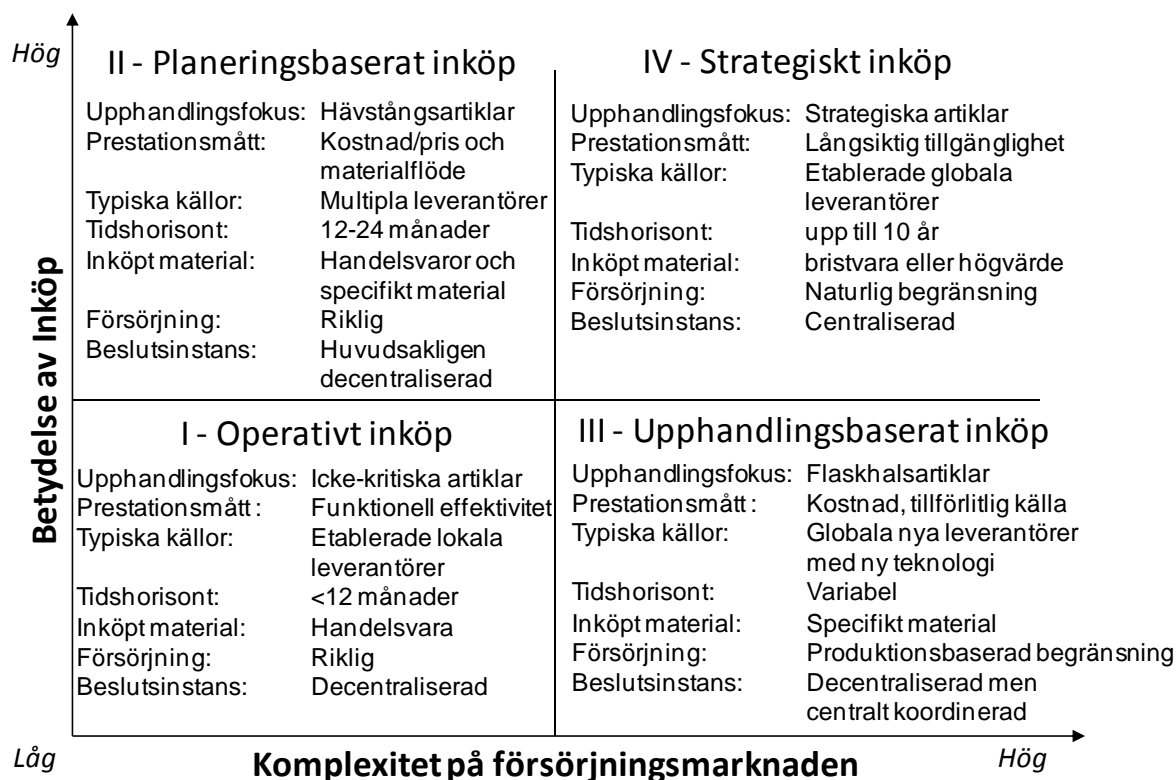 Hög
II - Planeringsbaserat inköp
Upphandlingsfokus: Hävstångsartiklar
Prestationsmått: Kostnad/pris och
materialflöde
Typiska källor: Multipla leverantörer
Tidshorisont: 12-24 månader
Inköpt material: Handelsvaror och
specifikt material
Försörjning: Riklig
Beslutsinstans: Huvudsakligen
decentraliserad
IV - Strategiskt inköp
Upphandlingsfokus: Strategiska artiklar
Prestationsmått: Långsiktig tillgänglighet
Typiska källor: Etablerade globala
leverantörer
Tidshorisont: upp till 10 år
Inköpt material: bristvara eller högvärde
Försörjning: Naturlig begränsning
Beslutsinstans: Centraliserad
Betydelse av Inköp
I - Operativt inköp
Upphandlingsfokus: Icke-kritiska artiklar
Prestationsmått : Funktionell effektivitet
Typiska källor: Etablerade lokala
leverantörer
Tidshorisont: <12 månader
Inköpt material: Handelsvara
Försörjning: Riklig
Beslutsinstans: Decentraliserad
III - Upphandlingsbaserat inköp
Upphandlingsfokus: Flaskhalsartiklar
Prestationsmått : Kostnad, tillförlitlig källa
Typiska källor: Globala nya leverantörer
med ny teknologi
Tidshorisont: Variabel
Inköpt material: Specifikt material
Försörjning: Produktionsbaserad begränsning
Beslutsinstans: Decentraliserad men
centralt koordinerad
Låg
Komplexitet på försörjningsmarknaden
Hög